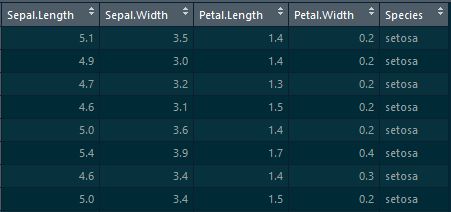 Sepal.Length Sepal.Width Petal.Length Petal.Width Species
5.1 3.5 1.4 0.2 setosa
4.9 3.0 1.4 0.2 setosa
4.7 3.2 1.3 0.2 setosa
4.6 3.1 1.5 0.2 setosa
5.0 3.6 1.4 0.2 setosa
5.4 3.9 1.7 0.4 setosa
4.6 3.4 1.4 0.3 setosa
5.0 3.4 1.5 0.2 setosa